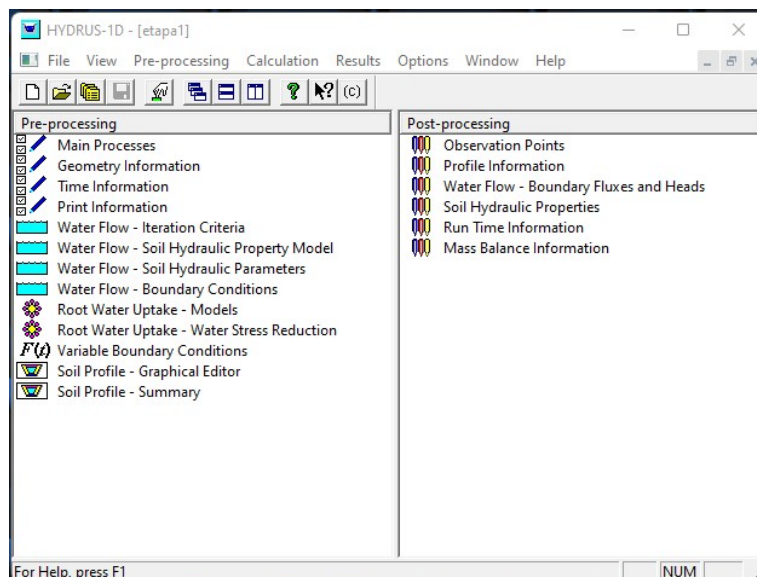 HYDRUS-1D - [etapa1]
File View Pre-processing Calculation Results Options Window Help
? ? (c)
Pre-processing
Main Processes
Geometry Information
Time Information
Print Information
Water Flow - Iteration Criteria
Water Flow - Soil Hydraulic Property Model
Water Flow - Soil Hydraulic Parameters
Water Flow - Boundary Conditions
Root Water Uptake - Models
Root Water Uptake - Water Stress Reduction
F(t) Variable Boundary Conditions
Soil Profile - Graphical Editor
Soil Profile - Summary
Post-processing
Observation Points
Profile Information
Water Flow - Boundary Fluxes and Heads
Soil Hydraulic Properties
Run Time Information
Mass Balance Information
For Help, press F1
NUM